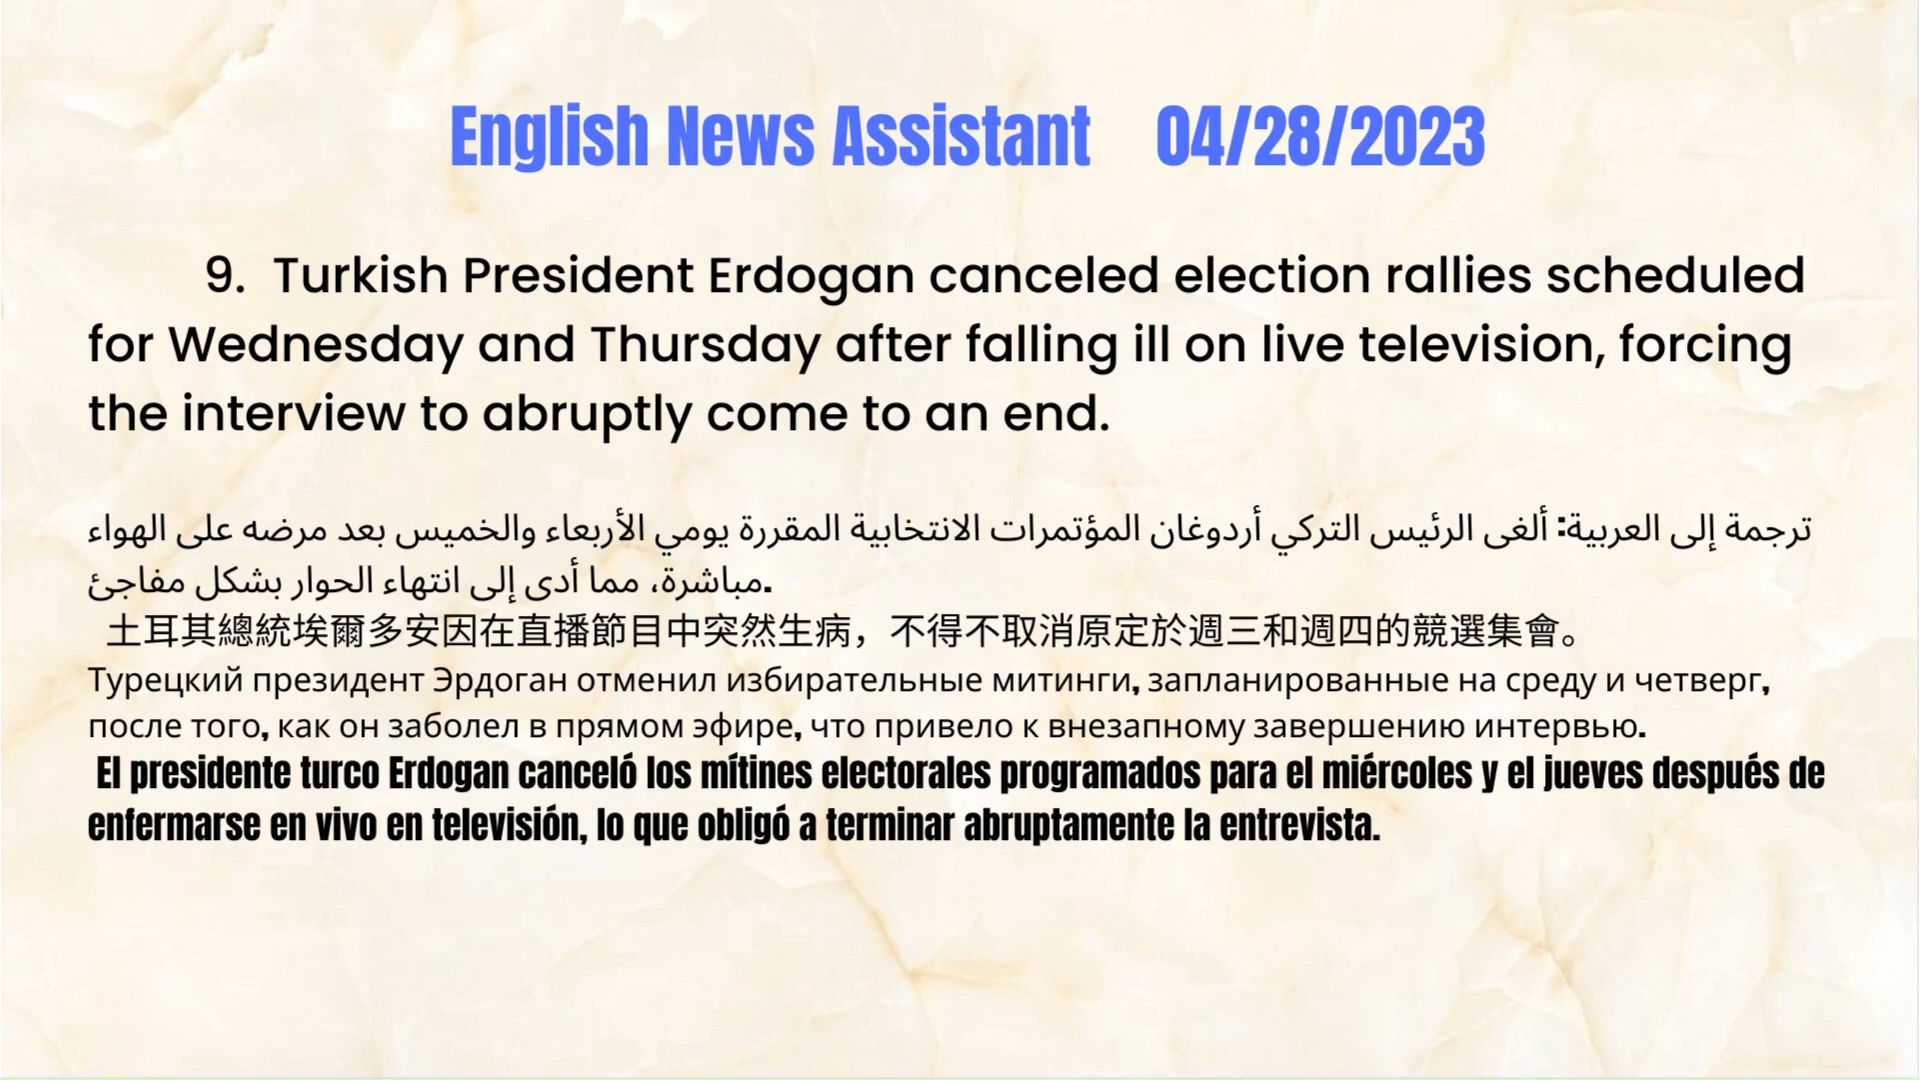 English News Assistant 04/28/2023
9. Turkish President Erdogan canceled election rallies scheduled
for Wednesday and Thursday after falling ill on live television, forcing
the interview to abruptly come to an end.
ترجمة إلى العربية: ألغى الرئيس التركي أردوغان المؤتمرات الانتخابية المقررة يومي الأربعاء والخميس بعد مرضه على الهواء
مباشرة، مما أدى إلى انتهاء الحوار بشكل مفاجئ.
土耳其總統埃爾多安因在直播節目中突然生病，不得不取消原定於週三和週四的競選集會。
Турецкий президент Эрдоган отменил избирательные митинги, запланированные на среду и четверг,
после того, как он заболел в прямом эфире, что привело к внезапному завершению интервью.
El presidente turco Erdogan canceló los mítines electorales programados para el miércoles y el jueves después de
enfermarse en vivo en televisión, lo que obligó a terminar abruptamente la entrevista.